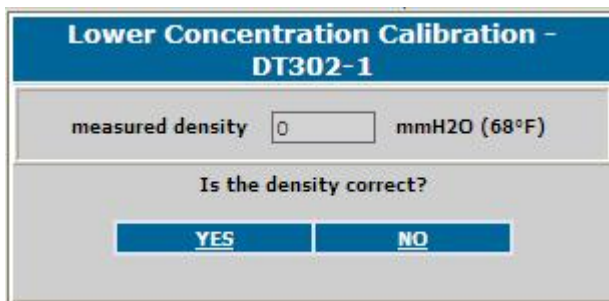 Lower Concentration Calibration -
DT302-1
measured density 0 mmH2O (68°F)
Is the density correct?
YES NO